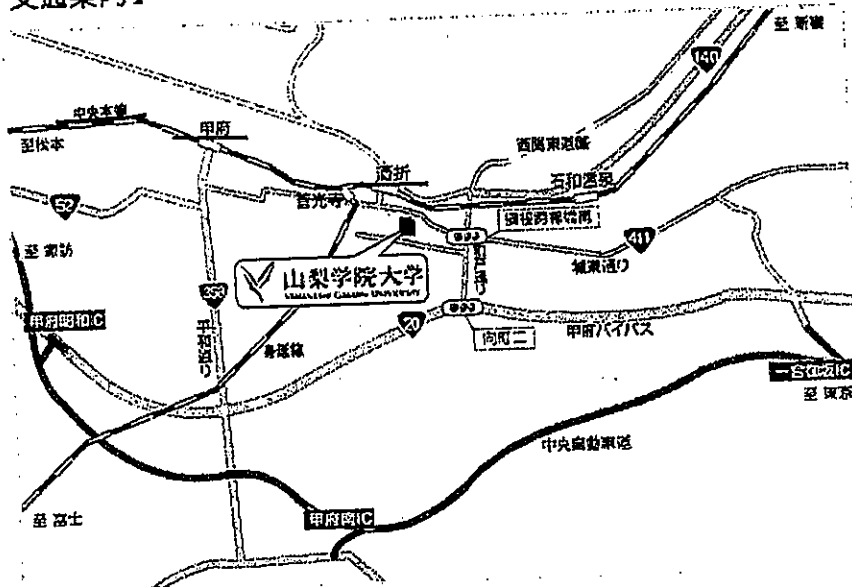 交通案内
至 新宿
140
中央本線
甲府
至松本
酒折
西関東道路
石和温泉
善光寺
52
411
城東通り
至 諏訪
山梨学院大学
YAMANASHI GAKUIN UNIVERSITY
358
平和通り
甲府昭和IC
20
向町二
甲府バイパス
身延線
至 東京
中央自動車道
至 富士
甲府南IC